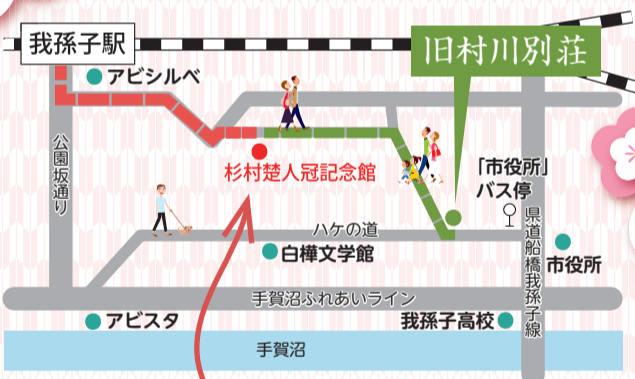 我孫子駅
旧村川別荘
アビシルベ
公園坂通り
杉村楚人冠記念館
「市役所」
バス停
ハケの道
白樺文学館
県道船橋我孫子線
市役所
手賀沼ふれあいライン
アビスタ
我孫子高校
手賀沼